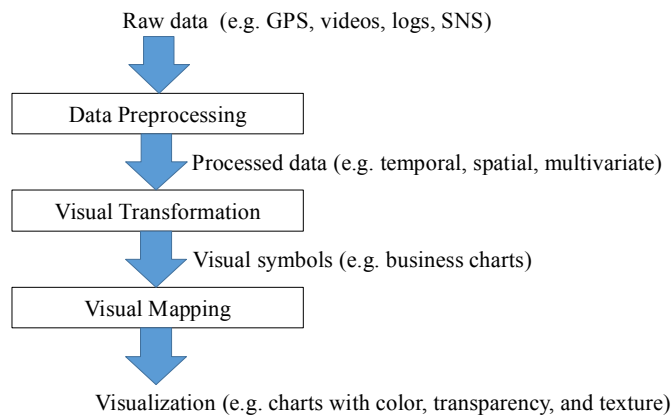 Raw data (e.g. GPS, videos, logs, SNS)
Data Preprocessing
Processed data (e.g. temporal, spatial, multivariate)
Visual Transformation
Visual symbols (e.g. business charts)
Visual Mapping
Visualization (e.g. charts with color, transparency, and texture)